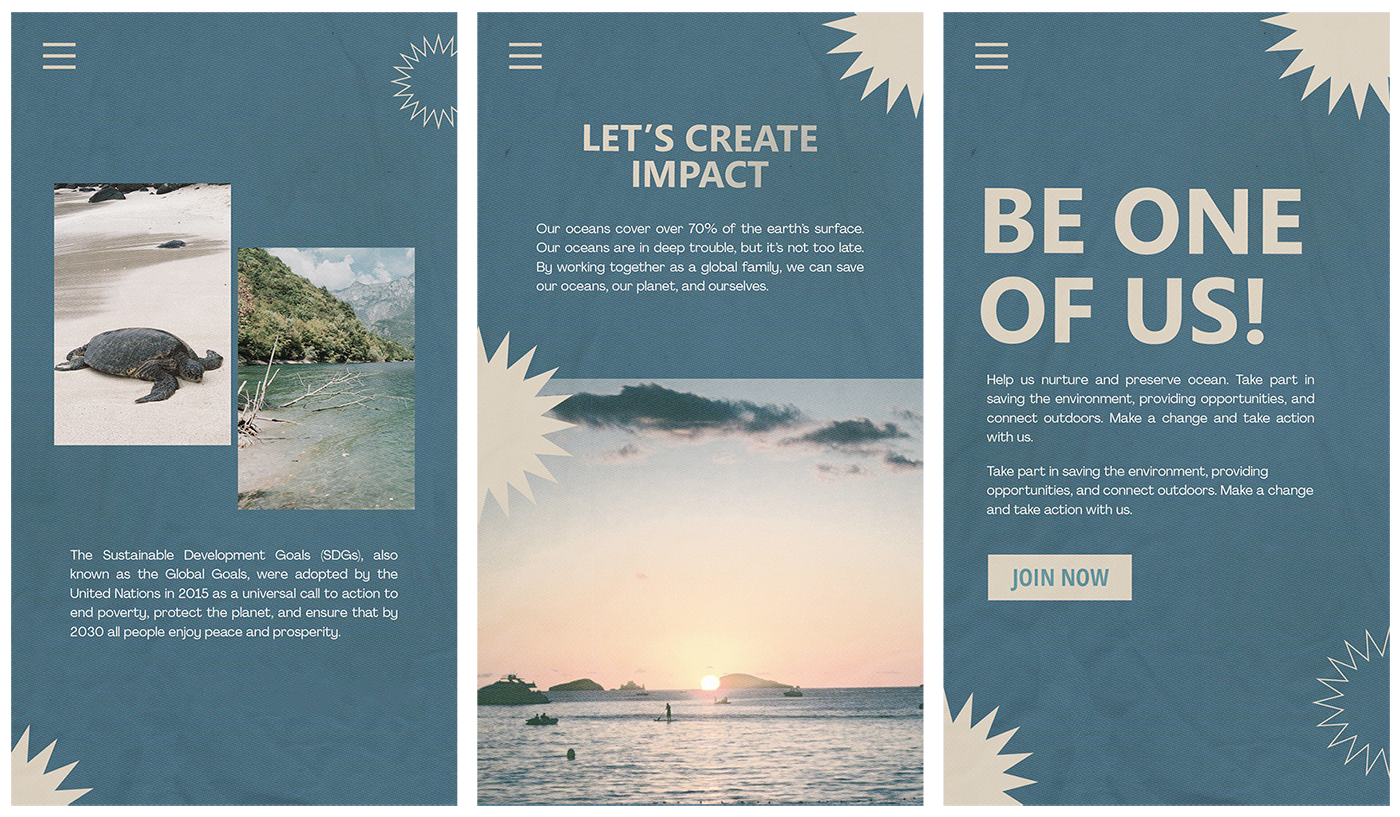 The Sustainable Development Goals (SDGs), also
known as the Global Goals, were adopted by the
United Nations in 2015 as a universal call to action to
end poverty, protect the planet, and ensure that by
2030 all people enjoy peace and prosperity.
LET'S CREATE
IMPACT
Our oceans cover over 70% of the earth's surface.
Our oceans are in deep trouble, but it's not too late.
By working together as a global family, we can save
our oceans, our planet, and ourselves.
BE ONE
OF US!
Help us nurture and preserve ocean. Take part in
saving the environment, providing opportunities, and
connect outdoors. Make a change and take action
with us.
Take part in saving the environment, providing
opportunities, and connect outdoors. Make a change
and take action with us.
JOIN NOW